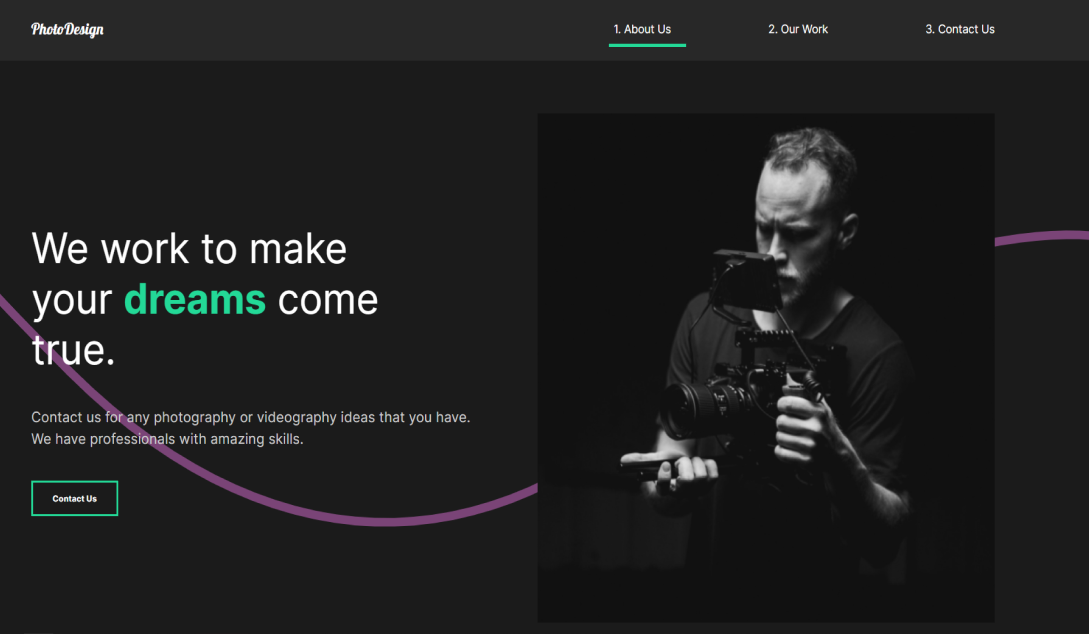 PhotoDesign
1. About Us
2. Our Work
3. Contact Us
We work to make
your dreams come
true.
Contact us for any photography or videography ideas that you have.
We have professionals with amazing skills.
Contact Us